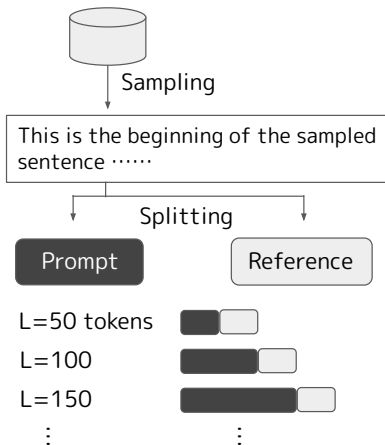 Sampling
This is the beginning of the sampled
sentence ⋯⋯
Splitting
Prompt
Reference
L=50 tokens
L=100
L=150
⋮ ⋮